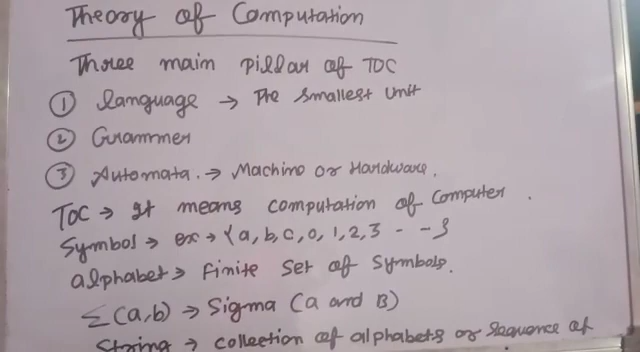 Theory of Computation
Three main Pillar of TOC
① language → The smallest unit
② Grammer
③ Automata. → Machine or Hardware.
TOC → It means computation of Computer.
Symbol → ex → {a, b, c, 0, 1, 2, 3 - - }
alphabet → Finite Set of Symbols.
Σ(a,b) → Sigma (a and B)
String → collection of alphabets or sequence of